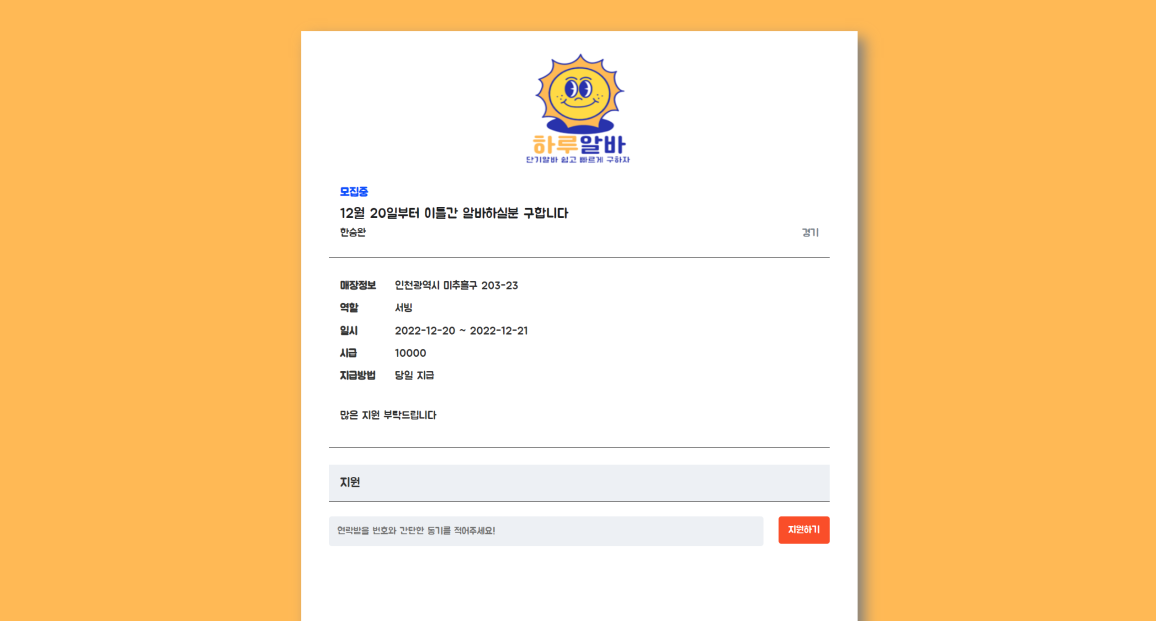 하루알바
단기알바 쉽고 빠르게 구하자
모집중
12월 20일부터 이틀간 알바하실분 구합니다
한승완 경기
매장정보 인천광역시 미추홀구 203-23
역할 서빙
일시 2022-12-20 ~ 2022-12-21
시급 10000
지급방법 당일 지급
많은 지원 부탁드립니다
지원
연락받을 번호와 간단한 동기를 적어주세요! 지원하기